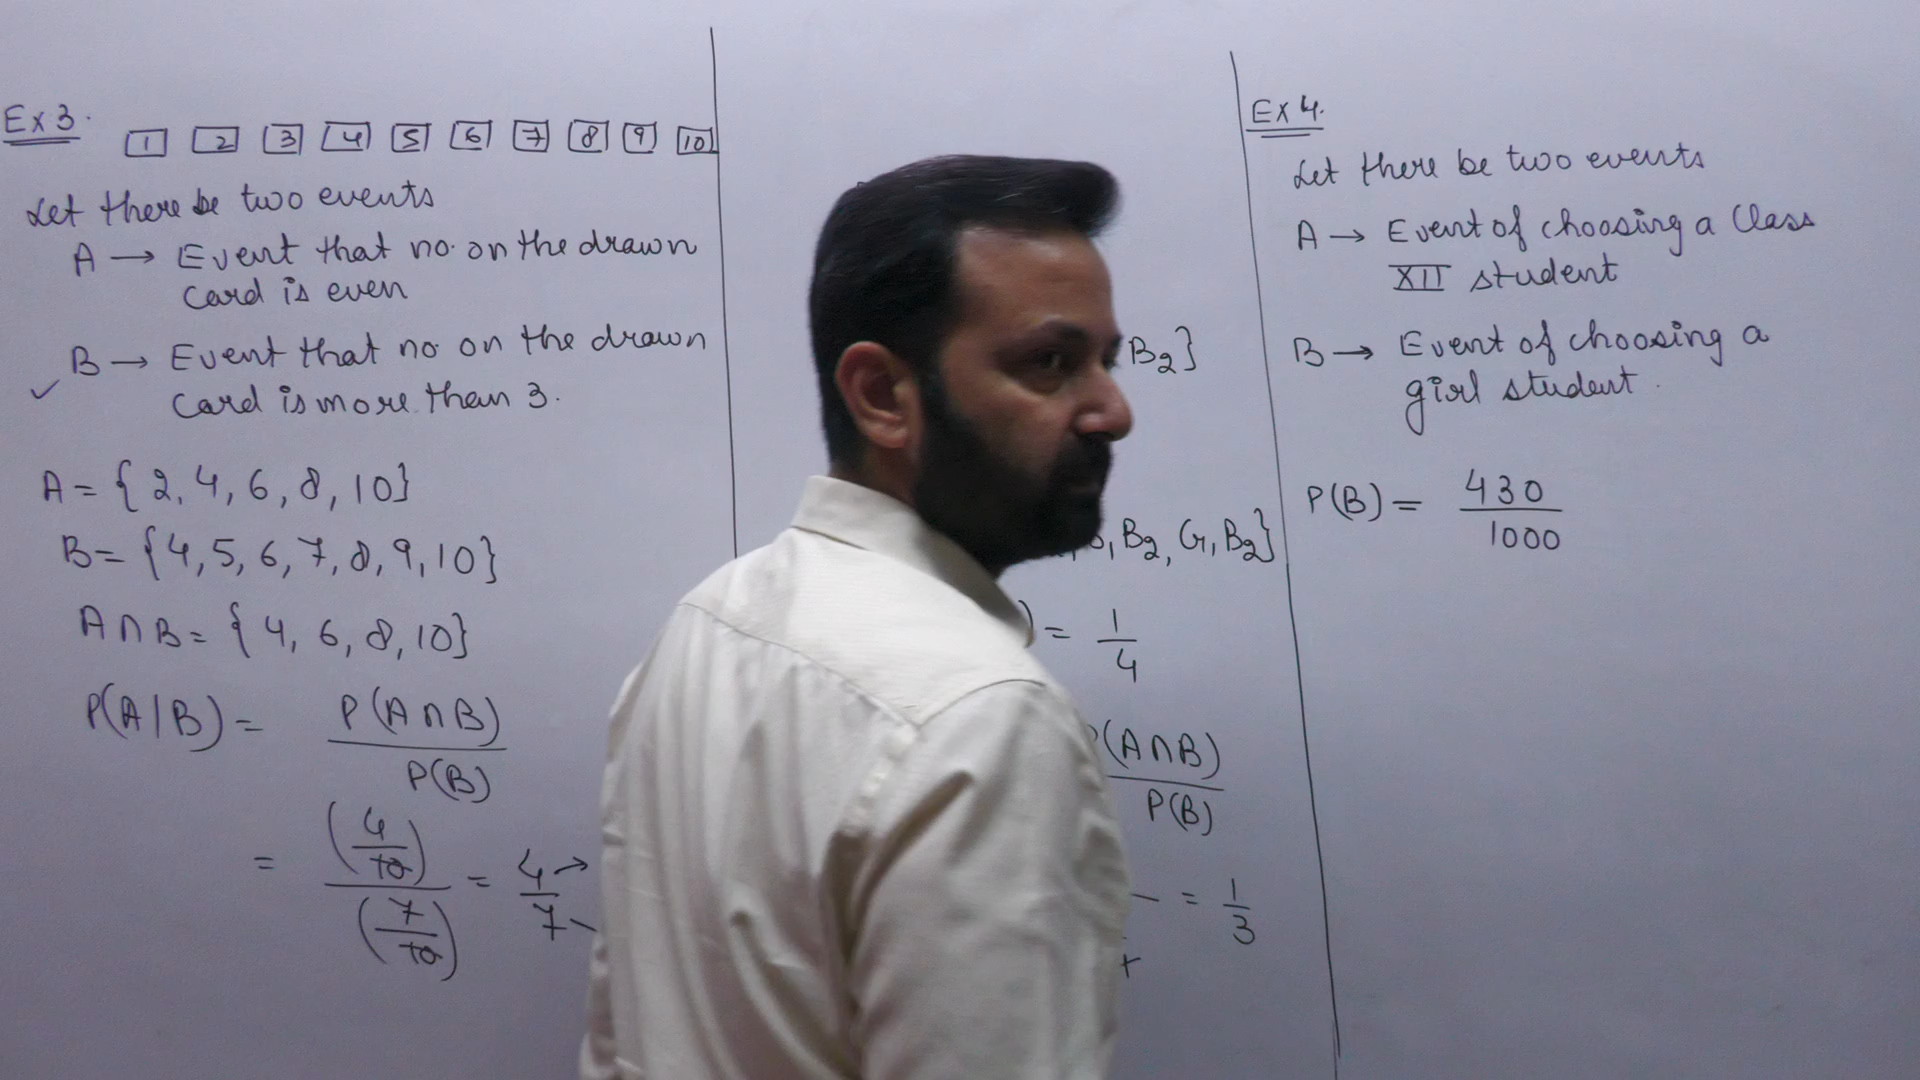 Ex 3.
1 2 3 4 5 6 7 8 9 10
Let there be two events
A → Event that no. on the drawn
Card is even
B → Event that no on the drawn
✓ Card is more than 3.
A = {2, 4, 6, 8, 10}
B = {4, 5, 6, 7, 8, 9, 10}
A ∩ B = {4, 6, 8, 10}
P(A|B) = P(A ∩ B)
P(B)
= (4/10) = 4 →
(7/10) 7
B2}
, B2, G, B2}
) = 1
4
(A ∩ B)
P(B)
= 1
3
Ex 4.
Let there be two events
A → Event of choosing a Class
XII student
B → Event of choosing a
girl student.
P(B) = 430
1000